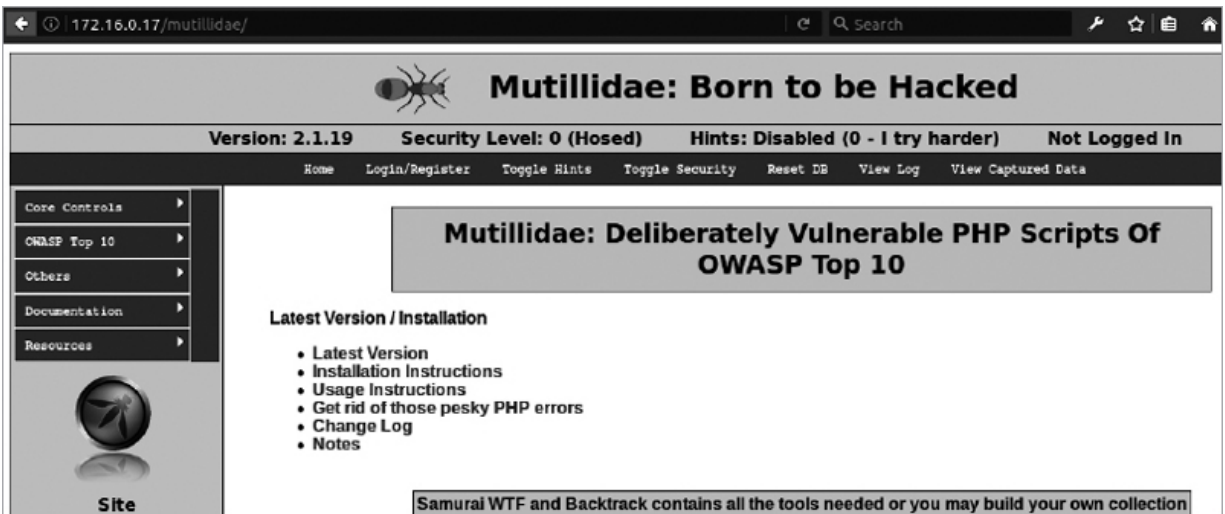 172.16.0.17/mutillidae/
Search
Mutillidae: Born to be Hacked
Version: 2.1.19 Security Level: 0 (Hosed) Hints: Disabled (0 - I try harder) Not Logged In
Home Login/Register Toggle Hints Toggle Security Reset DB View Log View Captured Data
Core Controls
OWASP Top 10
Others
Documentation
Resources
Site
Mutillidae: Deliberately Vulnerable PHP Scripts Of
OWASP Top 10
Latest Version / Installation
• Latest Version
• Installation Instructions
• Usage Instructions
• Get rid of those pesky PHP errors
• Change Log
• Notes
Samurai WTF and Backtrack contains all the tools needed or you may build your own collection